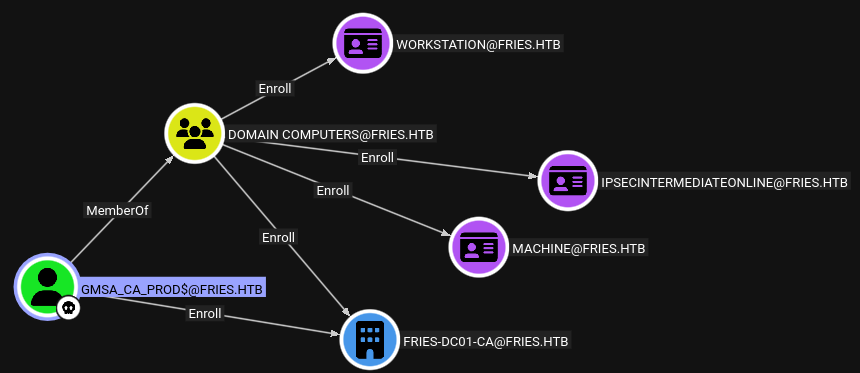 WORKSTATION@FRIES.HTB
Enroll
DOMAIN COMPUTERS@FRIES.HTB
Enroll
IPSECINTERMEDIATEONLINE@FRIES.HTB
Enroll
MemberOf
Enroll
MACHINE@FRIES.HTB
GMSA_CA_PROD$@FRIES.HTB
Enroll
FRIES-DC01-CA@FRIES.HTB